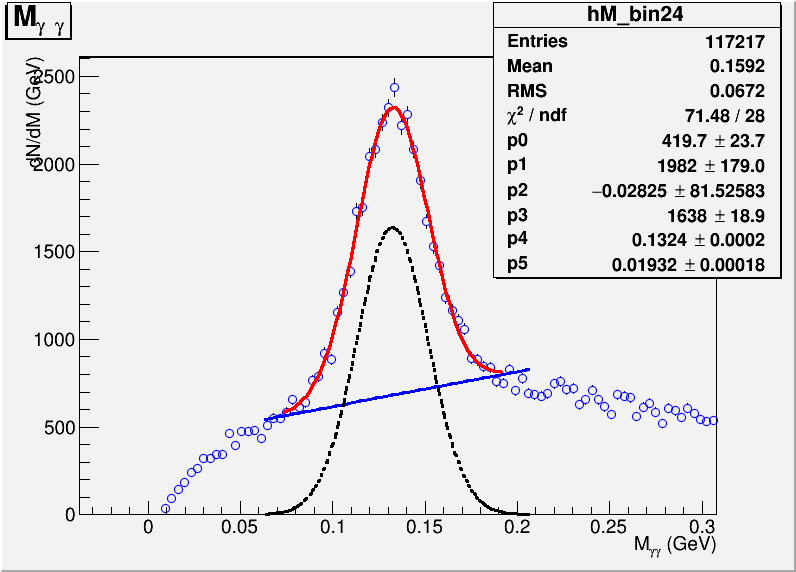 Mγ γ
hM_bin24
Entries 117217
Mean 0.1592
RMS 0.0672
χ² / ndf 71.48 / 28
p0 419.7 ± 23.7
p1 1982 ± 179.0
p2 −0.02825 ± 81.52583
p3 1638 ± 18.9
p4 0.1324 ± 0.0002
p5 0.01932 ± 0.00018
dN/dM (GeV)
2500
2000
1500
1000
500
0
0 0.05 0.1 0.15 0.2 0.25 0.3
Mγγ (GeV)